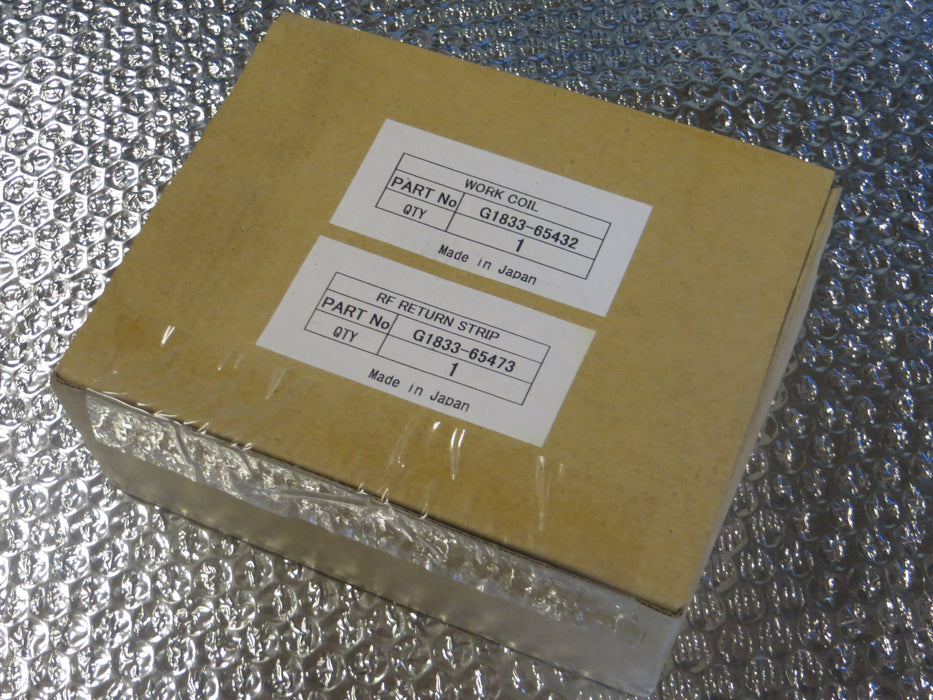 WORK COIL
PART No G1833-65432
QTY 1
Made in Japan
RF RETURN STRIP
PART No G1833-65473
QTY 1
Made in Japan